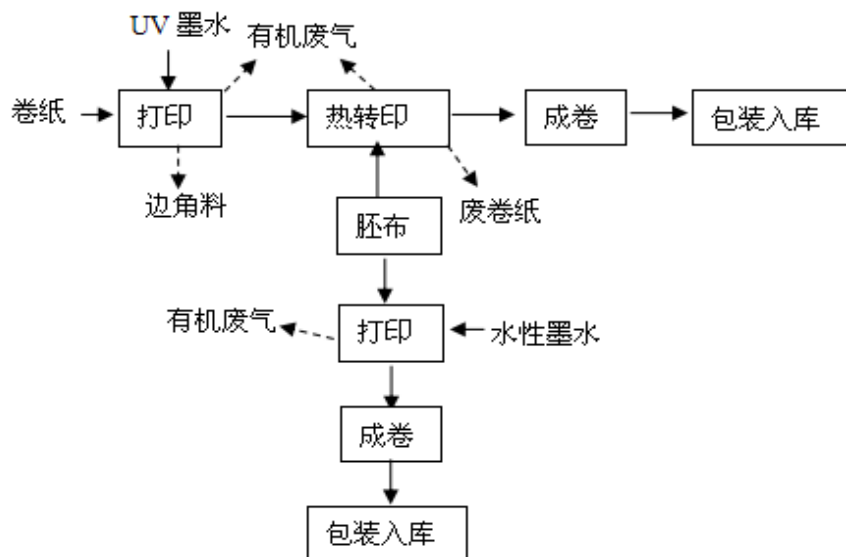 UV 墨水
有机废气
卷纸
打印
热转印
成卷
包装入库
边角料
废卷纸
胚布
有机废气
打印
水性墨水
成卷
包装入库